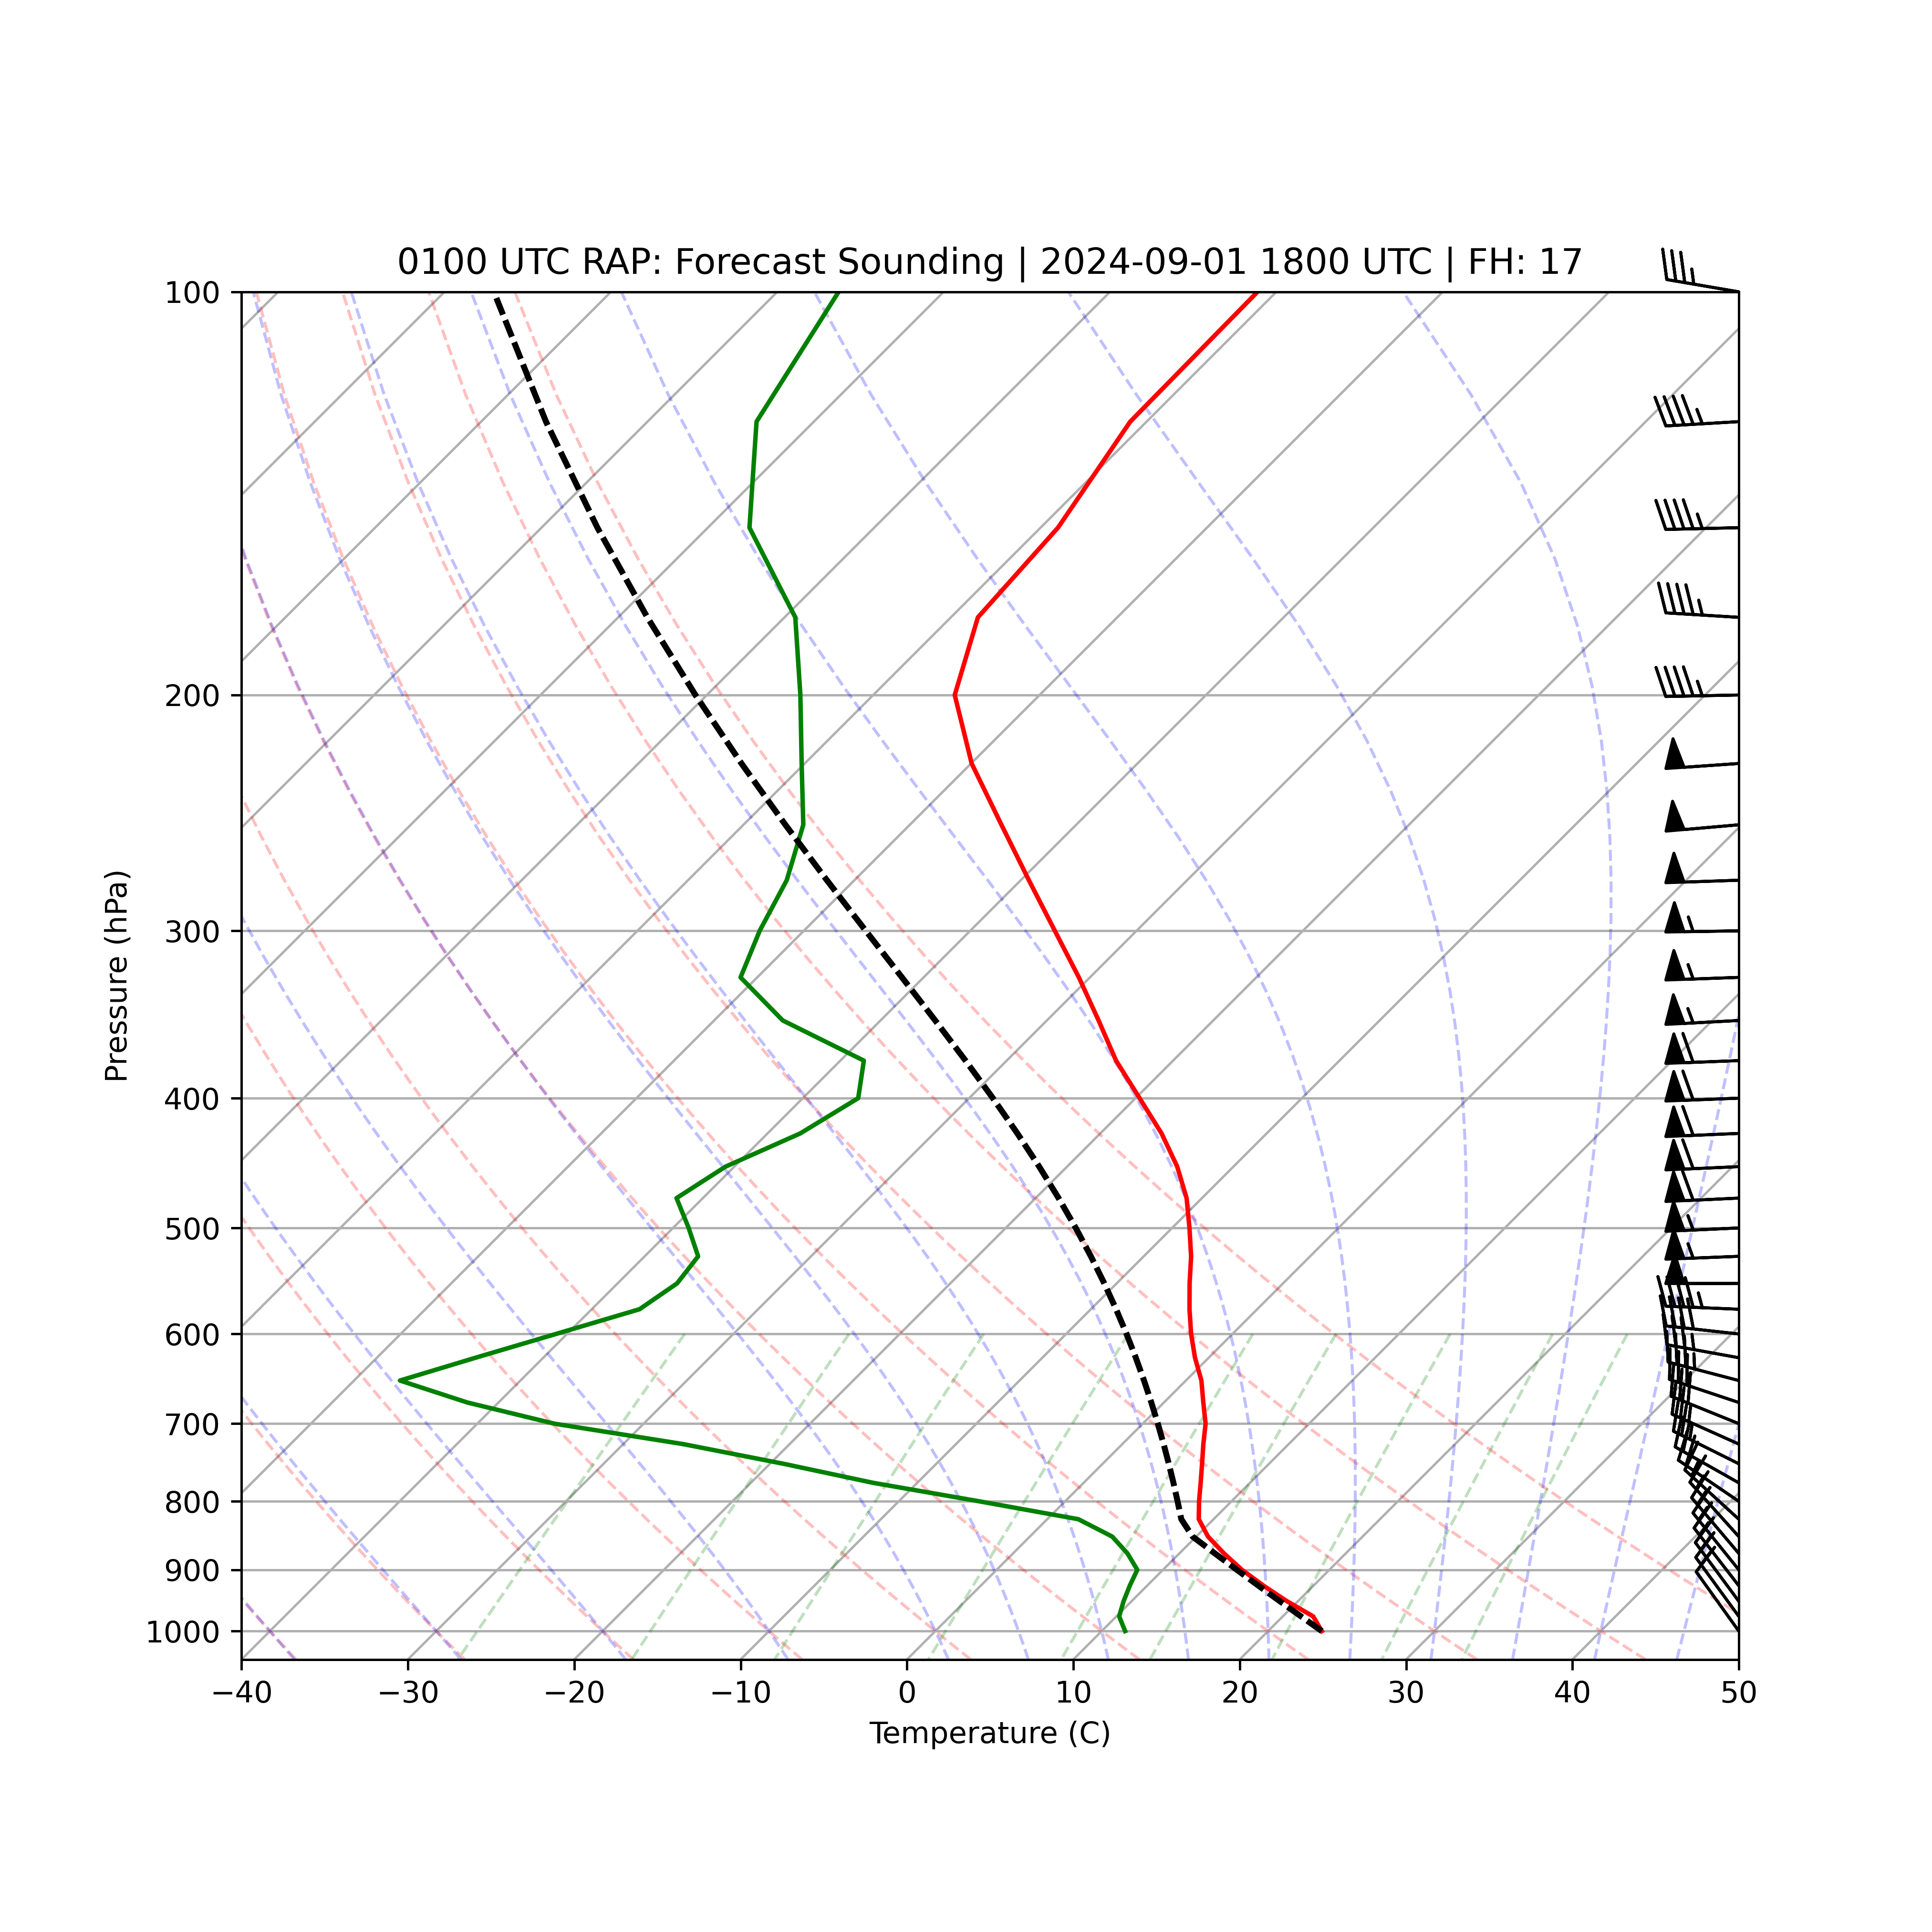 0100 UTC RAP: Forecast Sounding | 2024-09-01 1800 UTC | FH: 17
100
200
300
400
500
600
700
800
900
1000
Pressure (hPa)
−40 −30 −20 −10 0 10 20 30 40 50
Temperature (C)